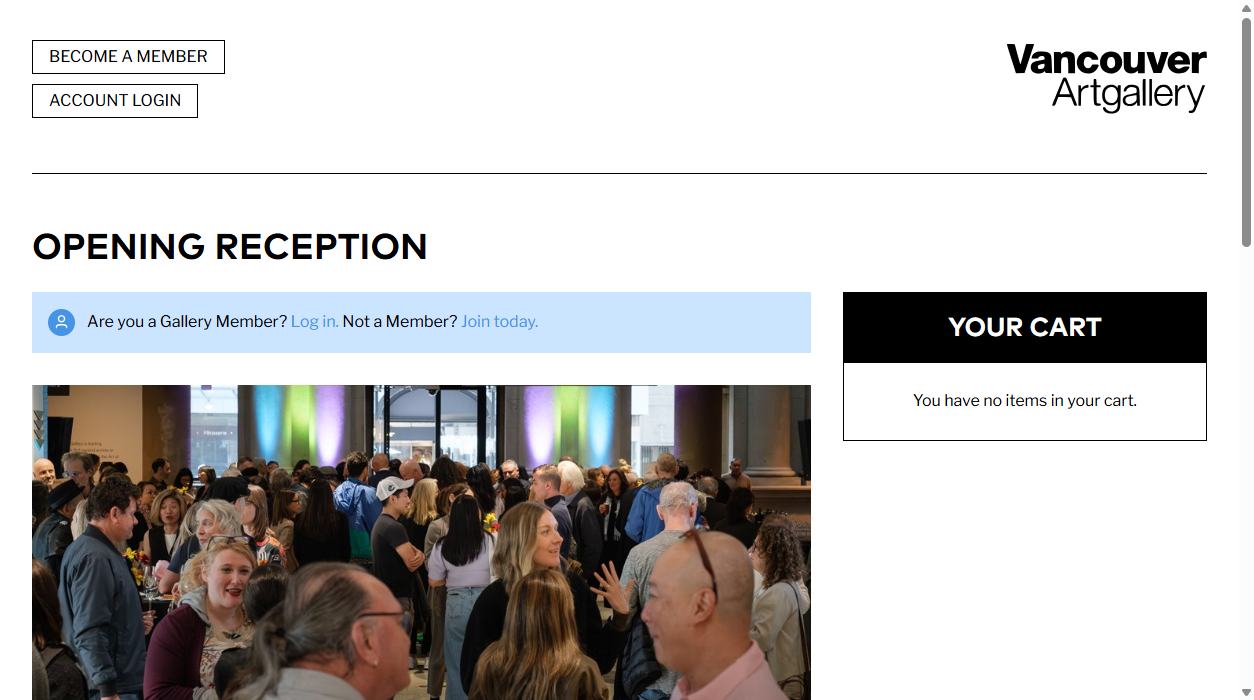 BECOME A MEMBER
ACCOUNT LOGIN
Vancouver
Artgallery
OPENING RECEPTION
Are you a Gallery Member? Log in. Not a Member? Join today.
YOUR CART
You have no items in your cart.